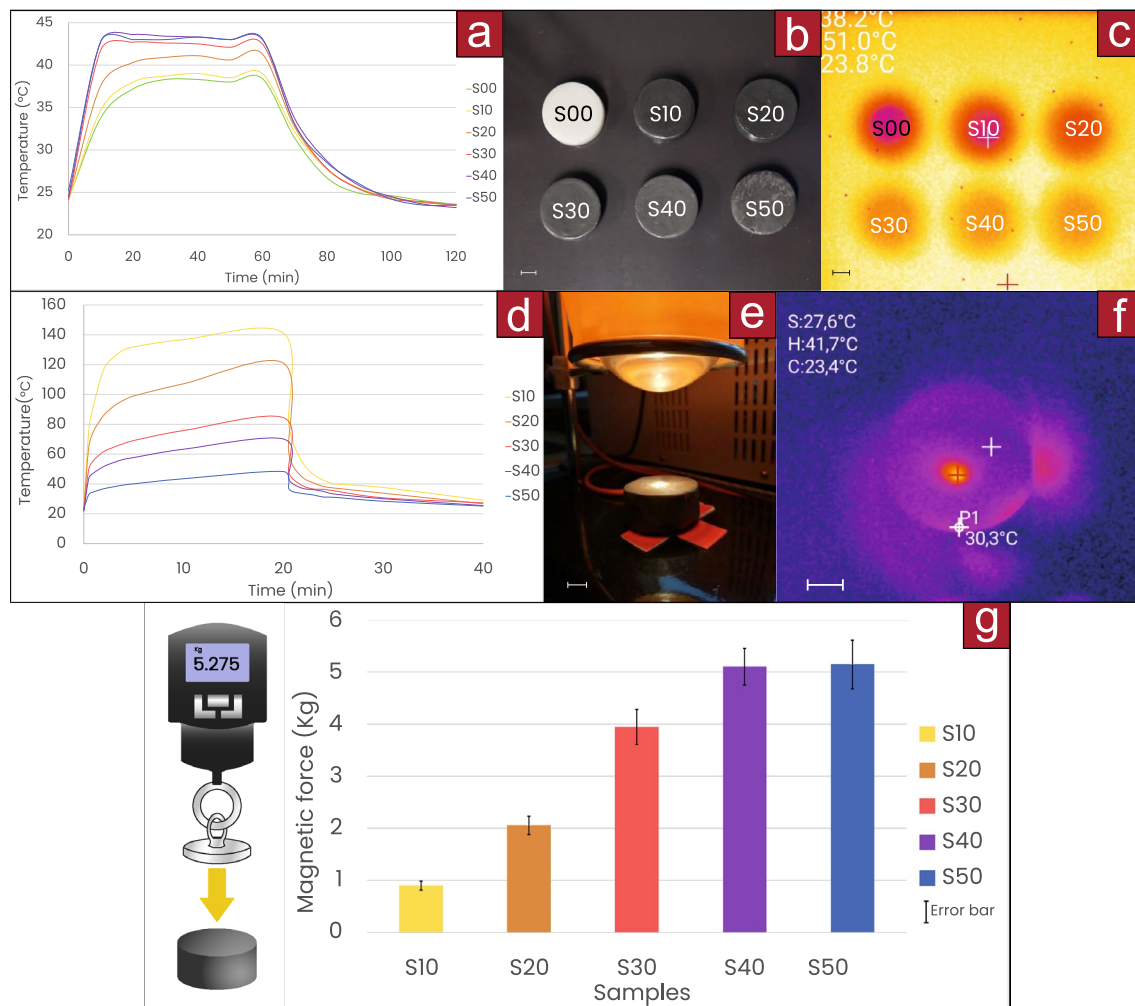 a
45
40
35
30
25
20
Temperature (°C)
0
20
40
60
80
100
120
Time (min)
S00
S10
S20
S30
S40
S50
b
S00
S10
S20
S30
S40
S50
c
38.2°C
51.0°C
23.8°C
S00
S10
S20
S30
S40
S50
d
160
140
120
100
80
60
40
20
0
Temperature(°C)
0
10
20
30
40
Time (min)
S10
S20
S30
S40
S50
e
f
S:27,6°C
H:41,7°C
C:23,4°C
P1
30,3°C
Kg
5.275
g
6
5
4
3
2
1
0
Magnetic force (Kg)
S10
S20
S30
S40
S50
Samples
S10
S20
S30
S40
S50
Error bar